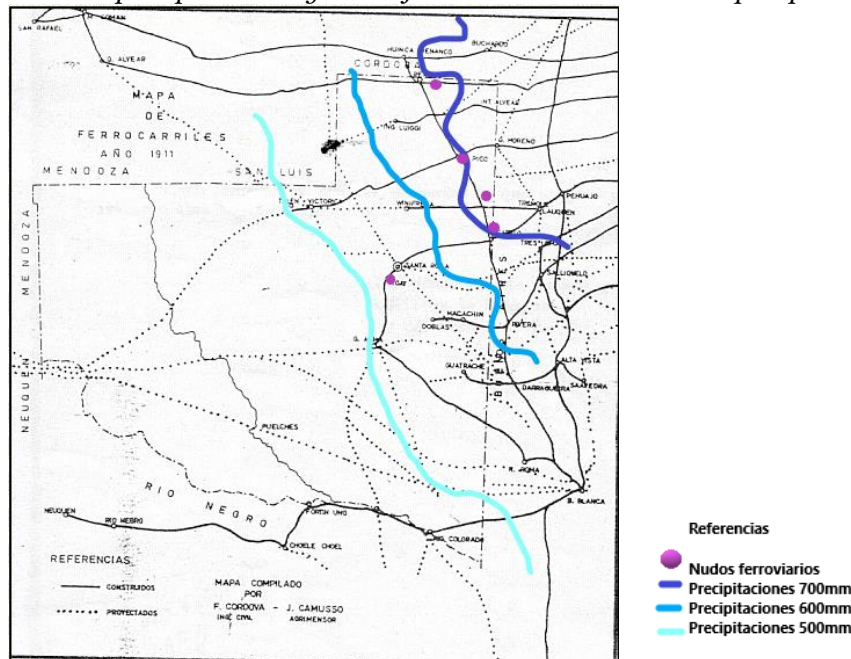 SAN RAFAEL
G. ALVEAR
HUINCA RENANCO
BUCHARDO
CORDOBA
MAPA
DE
FERROCARRILES
AÑO 1911
INT. ALVEAR
ING. LUIGGI
G. MORENO
MENDOZA
SAN LUIS
PICO
PEHUAJO
VICTORICA
WINIFREDA
TRENQUE
LAUQUEN
MENDOZA
TRES
SANTA ROSA
SALLIQUELO
MACACHIN
DOBLAS
RIVERA
GUATRACHE
ALTA VISTA
DARRAGUEIRA
SAAVEDRA
NEUQUEN
PUELCHES
B. BLANCA
RIO NEGRO
NEUQUEN
RIO NEGRO
FORTIN UNO
CHOELE CHOEL
RIO COLORADO
REFERENCIAS
CONSTRUIDOS
PROYECTADOS
MAPA COMPILADO
POR
F. CORDOVA - J. CAMUSSO
ING. CIVIL AGRIMENSOR
Referencias
Nudos ferroviarios
Precipitaciones 700mm
Precipitaciones 600mm
Precipitaciones 500mm